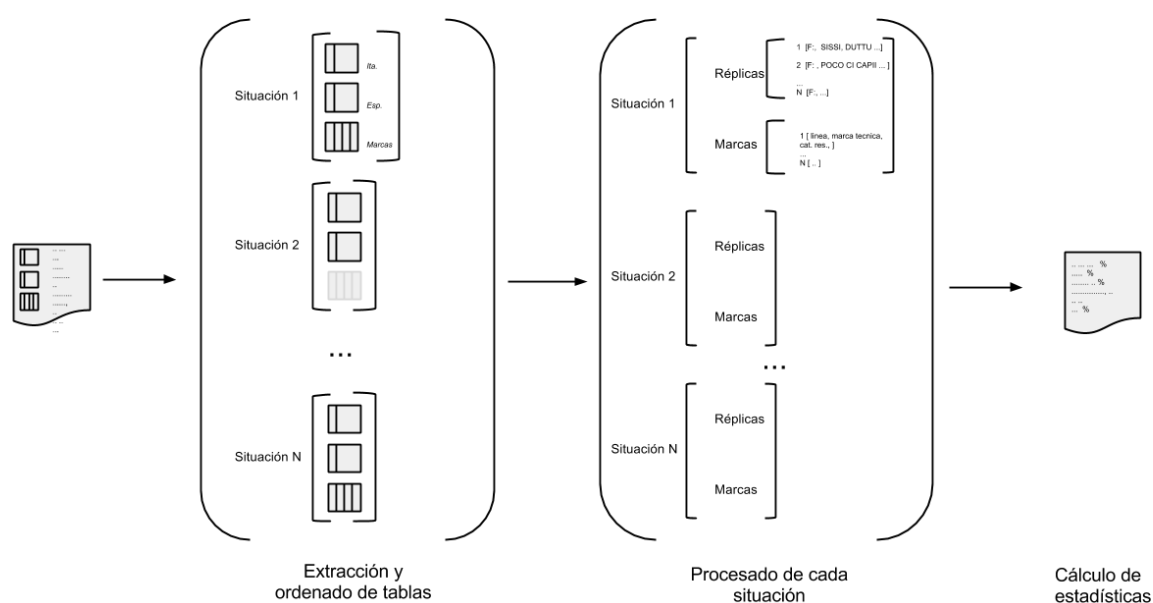 Situación 1
Ita.
Esp.
Marcas
Situación 2
...
Situación N
Extracción y
ordenado de tablas
Situación 1
Réplicas
1 [F:, SISSI, DUTTU ...]
2 [F: , POCO CI CAPII ... ]
...
N [F:, ...]
Marcas
1 [ linea, marca tecnica,
cat. res., ]
...
N [ .. ]
Situación 2
Réplicas
Marcas
...
Situación N
Réplicas
Marcas
Procesado de cada
situación
.. ... ... %
..... %
........ .. %
................, ..
.. ..
... %
Cálculo de
estadísticas